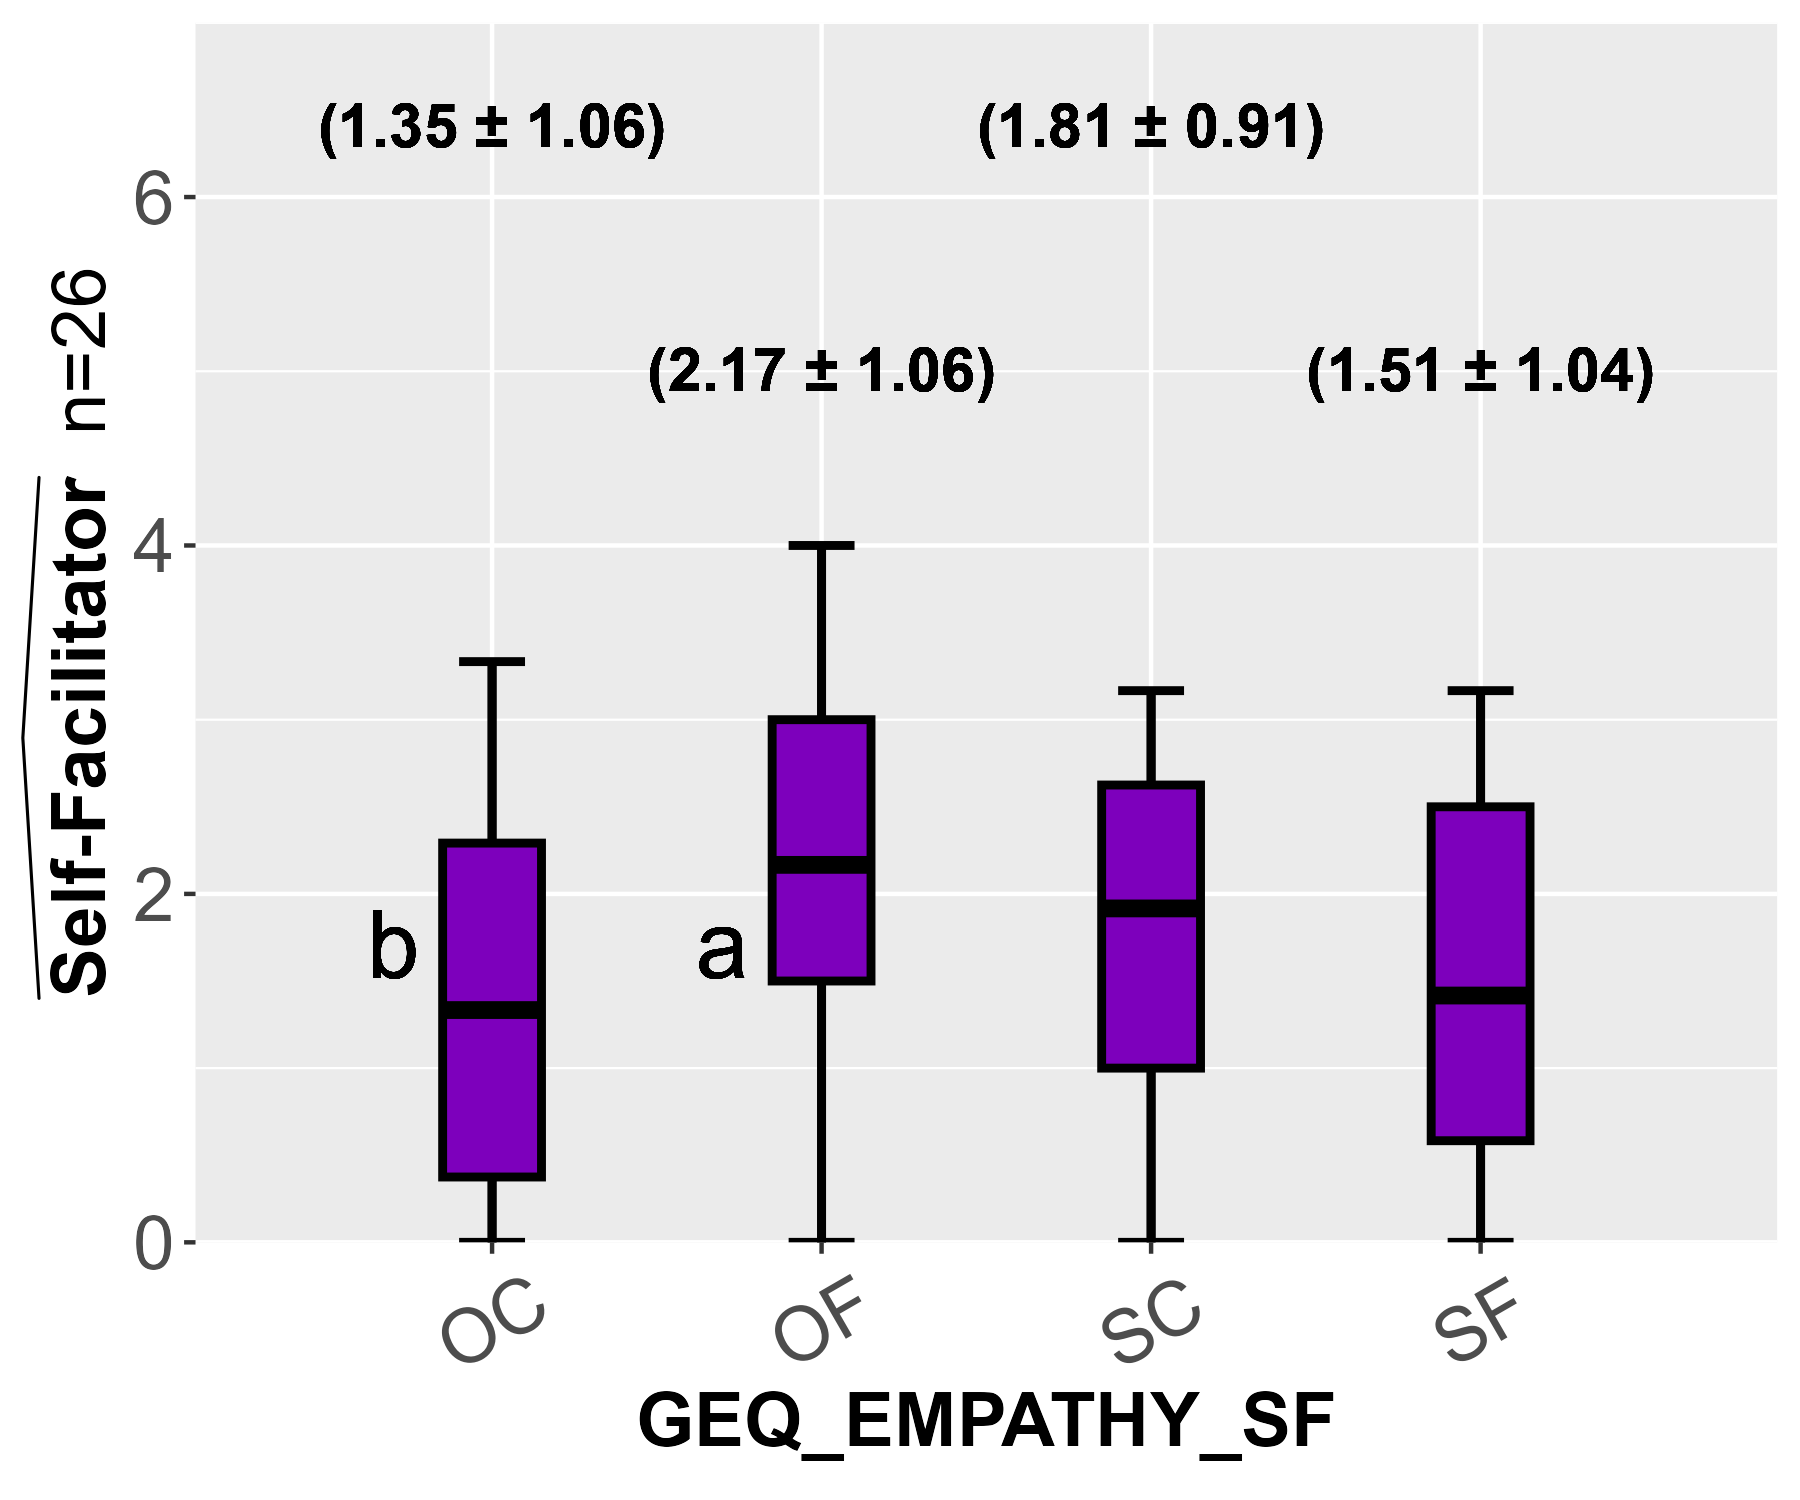 (1.35 ± 1.06)
(1.81 ± 0.91)
(2.17 ± 1.06)
(1.51 ± 1.04)
6
4
2
0
Self-Facilitator n=26
b
a
OC
OF
SC
SF
GEQ_EMPATHY_SF